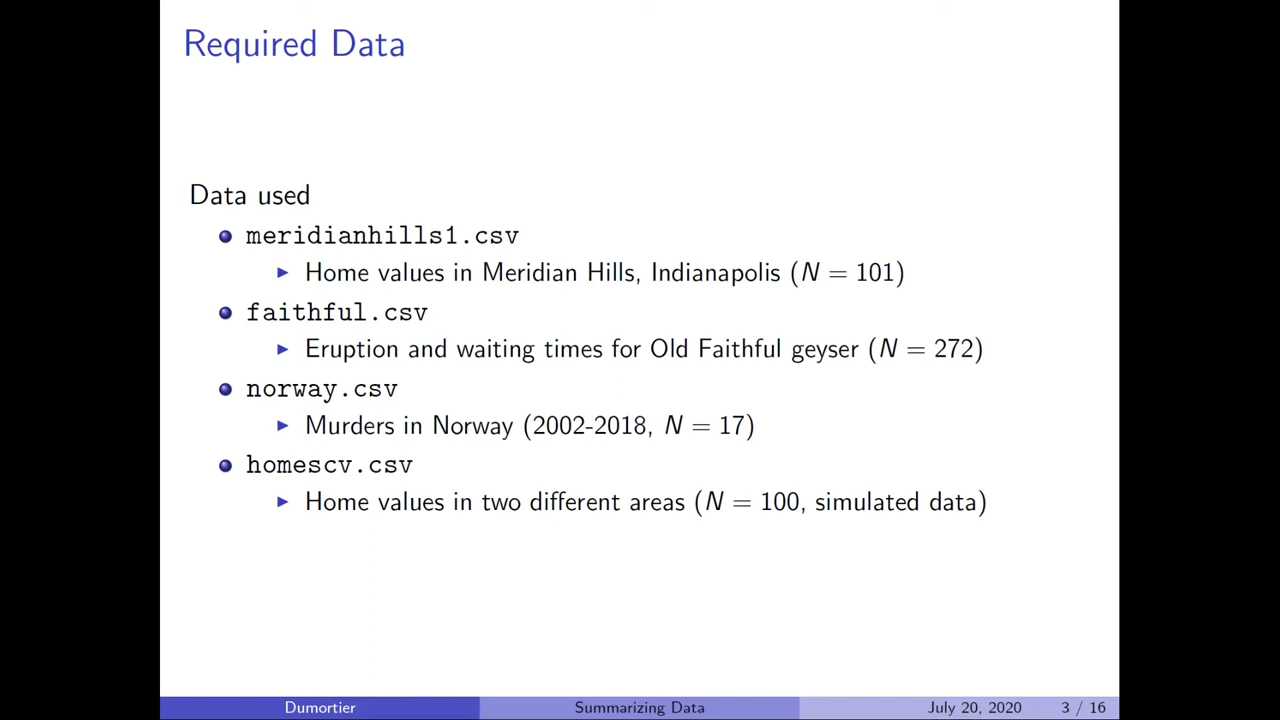 Required Data
Data used
meridianhills1.csv
Home values in Meridian Hills, Indianapolis (N = 101)
faithful.csv
Eruption and waiting times for Old Faithful geyser (N = 272)
norway.csv
Murders in Norway (2002-2018, N = 17)
homescv.csv
Home values in two different areas (N = 100, simulated data)
Dumortier Summarizing Data July 20, 2020 3 / 16